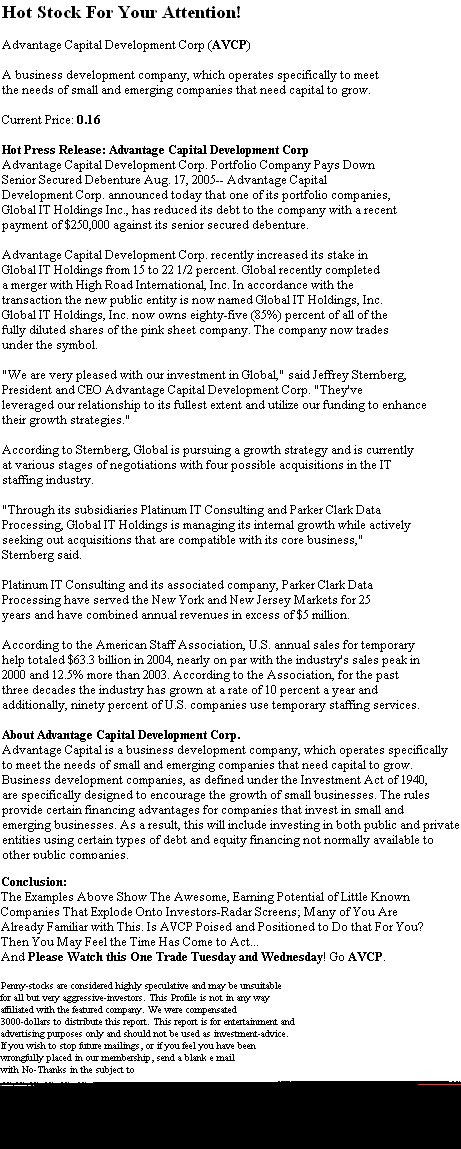 Hot Stock For Your Attention!
Advantage Capital Development Corp (AVCP)
A business development company, which operates specifically to meet
the needs of small and emerging companies that need capital to grow.
Current Price: 0.16
Hot Press Release: Advantage Capital Development Corp
Advantage Capital Development Corp. Portfolio Company Pays Down
Senior Secured Debenture Aug. 17, 2005-- Advantage Capital
Development Corp. announced today that one of its portfolio companies,
Global IT Holdings Inc., has reduced its debt to the company with a recent
payment of $250,000 against its senior secured debenture.
Advantage Capital Development Corp. recently increased its stake in
Global IT Holdings from 15 to 22 1/2 percent. Global recently completed
a merger with High Road International, Inc. In accordance with the
transaction the new public entity is now named Global IT Holdings, Inc.
Global IT Holdings, Inc. now owns eighty-five (85%) percent of all of the
fully diluted shares of the pink sheet company. The company now trades
under the symbol.
"We are very pleased with our investment in Global," said Jeffrey Sternberg,
President and CEO Advantage Capital Development Corp. "They've
leveraged our relationship to its fullest extent and utilize our funding to enhance
their growth strategies."
According to Sternberg, Global is pursuing a growth strategy and is currently
at various stages of negotiations with four possible acquisitions in the IT
staffing industry.
"Through its subsidiaries Platinum IT Consulting and Parker Clark Data
Processing, Global IT Holdings is managing its internal growth while actively
seeking out acquisitions that are compatible with its core business,"
Sternberg said.
Platinum IT Consulting and its associated company, Parker Clark Data
Processing have served the New York and New Jersey Markets for 25
years and have combined annual revenues in excess of $5 million.
According to the American Staff Association, U.S. annual sales for temporary
help totaled $63.3 billion in 2004, nearly on par with the industry's sales peak in
2000 and 12.5% more than 2003. According to the Association, for the past
three decades the industry has grown at a rate of 10 percent a year and
additionally, ninety percent of U.S. companies use temporary staffing services.
About Advantage Capital Development Corp.
Advantage Capital is a business development company, which operates specifically
to meet the needs of small and emerging companies that need capital to grow.
Business development companies, as defined under the Investment Act of 1940,
are specifically designed to encourage the growth of small businesses. The rules
provide certain financing advantages for companies that invest in small and
emerging businesses. As a result, this will include investing in both public and private
entities using certain types of debt and equity financing not normally available to
other public companies.
Conclusion:
The Examples Above Show The Awesome, Earning Potential of Little Known
Companies That Explode Onto Investors-Radar Screens; Many of You Are
Already Familiar with This. Is AVCP Poised and Positioned to Do that For You?
Then You May Feel the Time Has Come to Act...
And Please Watch this One Trade Tuesday and Wednesday! Go AVCP.
Penny-stocks are considered highly speculative and may be unsuitable
for all but very aggressive-investors. This Profile is not in any way
affiliated with the featured company. We were compensated
3000-dollars to distribute this report. This report is for entertainment and
advertising purposes only and should not be used as investment-advice.
If you wish to stop future mailings, or if you feel you have been
wrongfully placed in our membership, send a blank e mail
with No-Thanks in the subject to